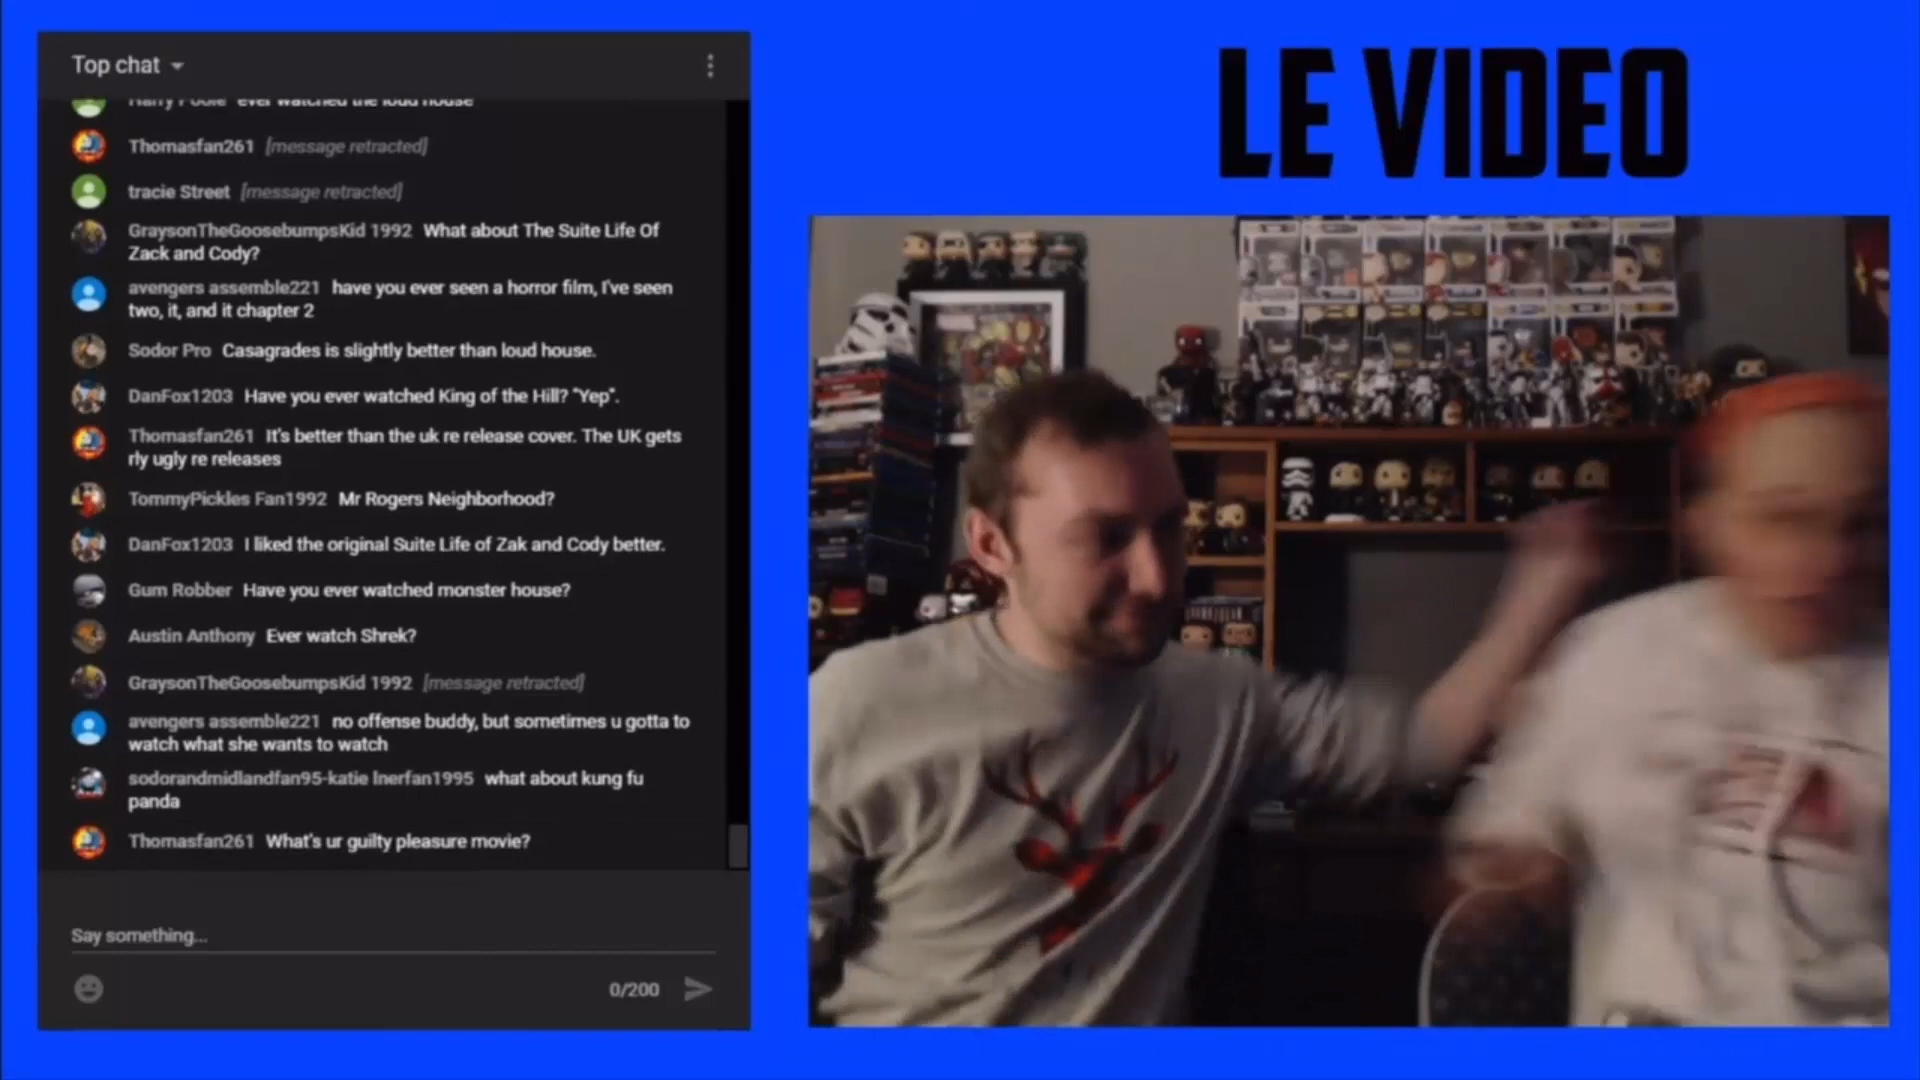 Top chat
Harry Poole ever watched the loud house
Thomasfan261 [message retracted]
tracie Street [message retracted]
GraysonTheGoosebumpsKid 1992 What about The Suite Life Of
Zack and Cody?
avengers assemble221 have you ever seen a horror film, I've seen
two, it, and it chapter 2
Sodor Pro Casagrades is slightly better than loud house.
DanFox1203 Have you ever watched King of the Hill? "Yep".
Thomasfan261 It's better than the uk re release cover. The UK gets
rly ugly re releases
TommyPickles Fan1992 Mr Rogers Neighborhood?
DanFox1203 I liked the original Suite Life of Zak and Cody better.
Gum Robber Have you ever watched monster house?
Austin Anthony Ever watch Shrek?
GraysonTheGoosebumpsKid 1992 [message retracted]
avengers assemble221 no offense buddy, but sometimes u gotta to
watch what she wants to watch
sodorandmidlandfan95-katie lnerfan1995 what about kung fu
panda
Thomasfan261 What's ur guilty pleasure movie?
Say something...
0/200
LE VIDEO